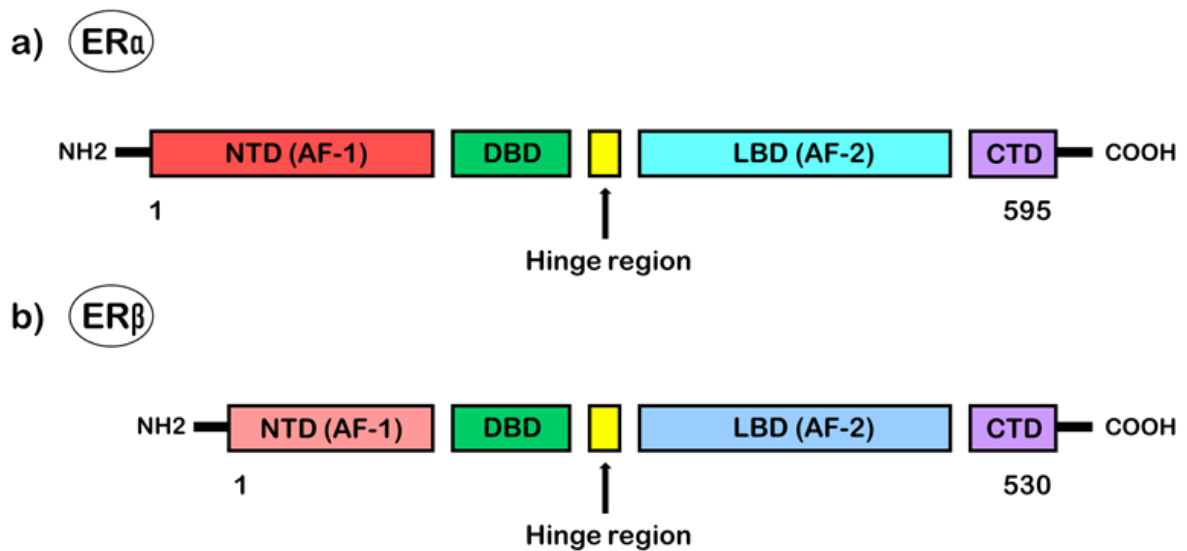 a) ERα
NH2 NTD (AF-1) DBD LBD (AF-2) CTD COOH
1 595
Hinge region
b) ERβ
NH2 NTD (AF-1) DBD LBD (AF-2) CTD COOH
1 530
Hinge region